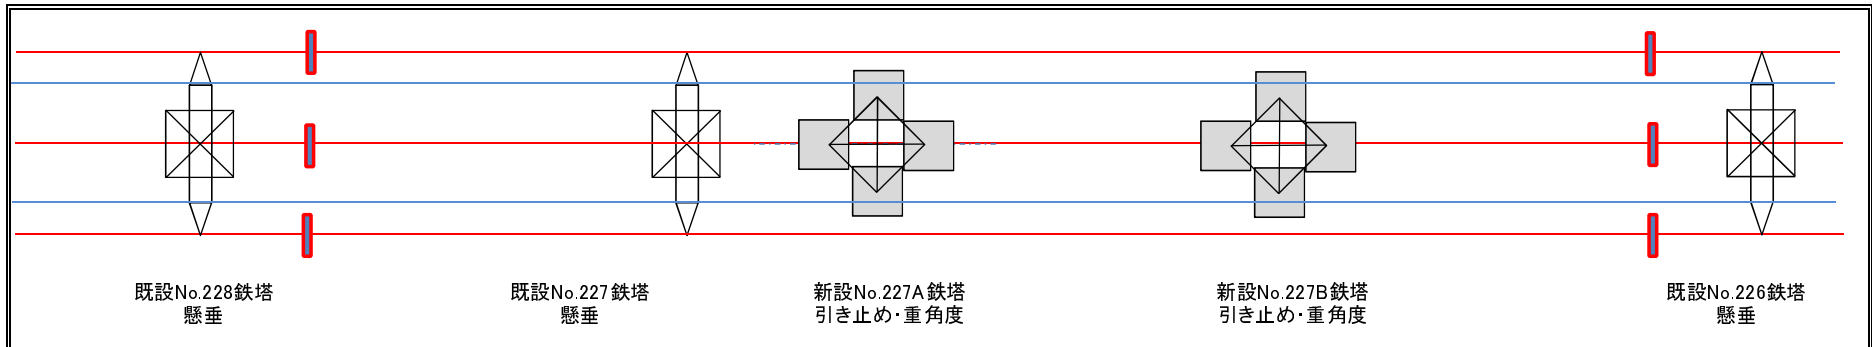 既設No.228鉄塔
懸垂
既設No.227鉄塔
懸垂
新設No.227A鉄塔
引き止め・重角度
新設No.227B鉄塔
引き止め・重角度
既設No.226鉄塔
懸垂